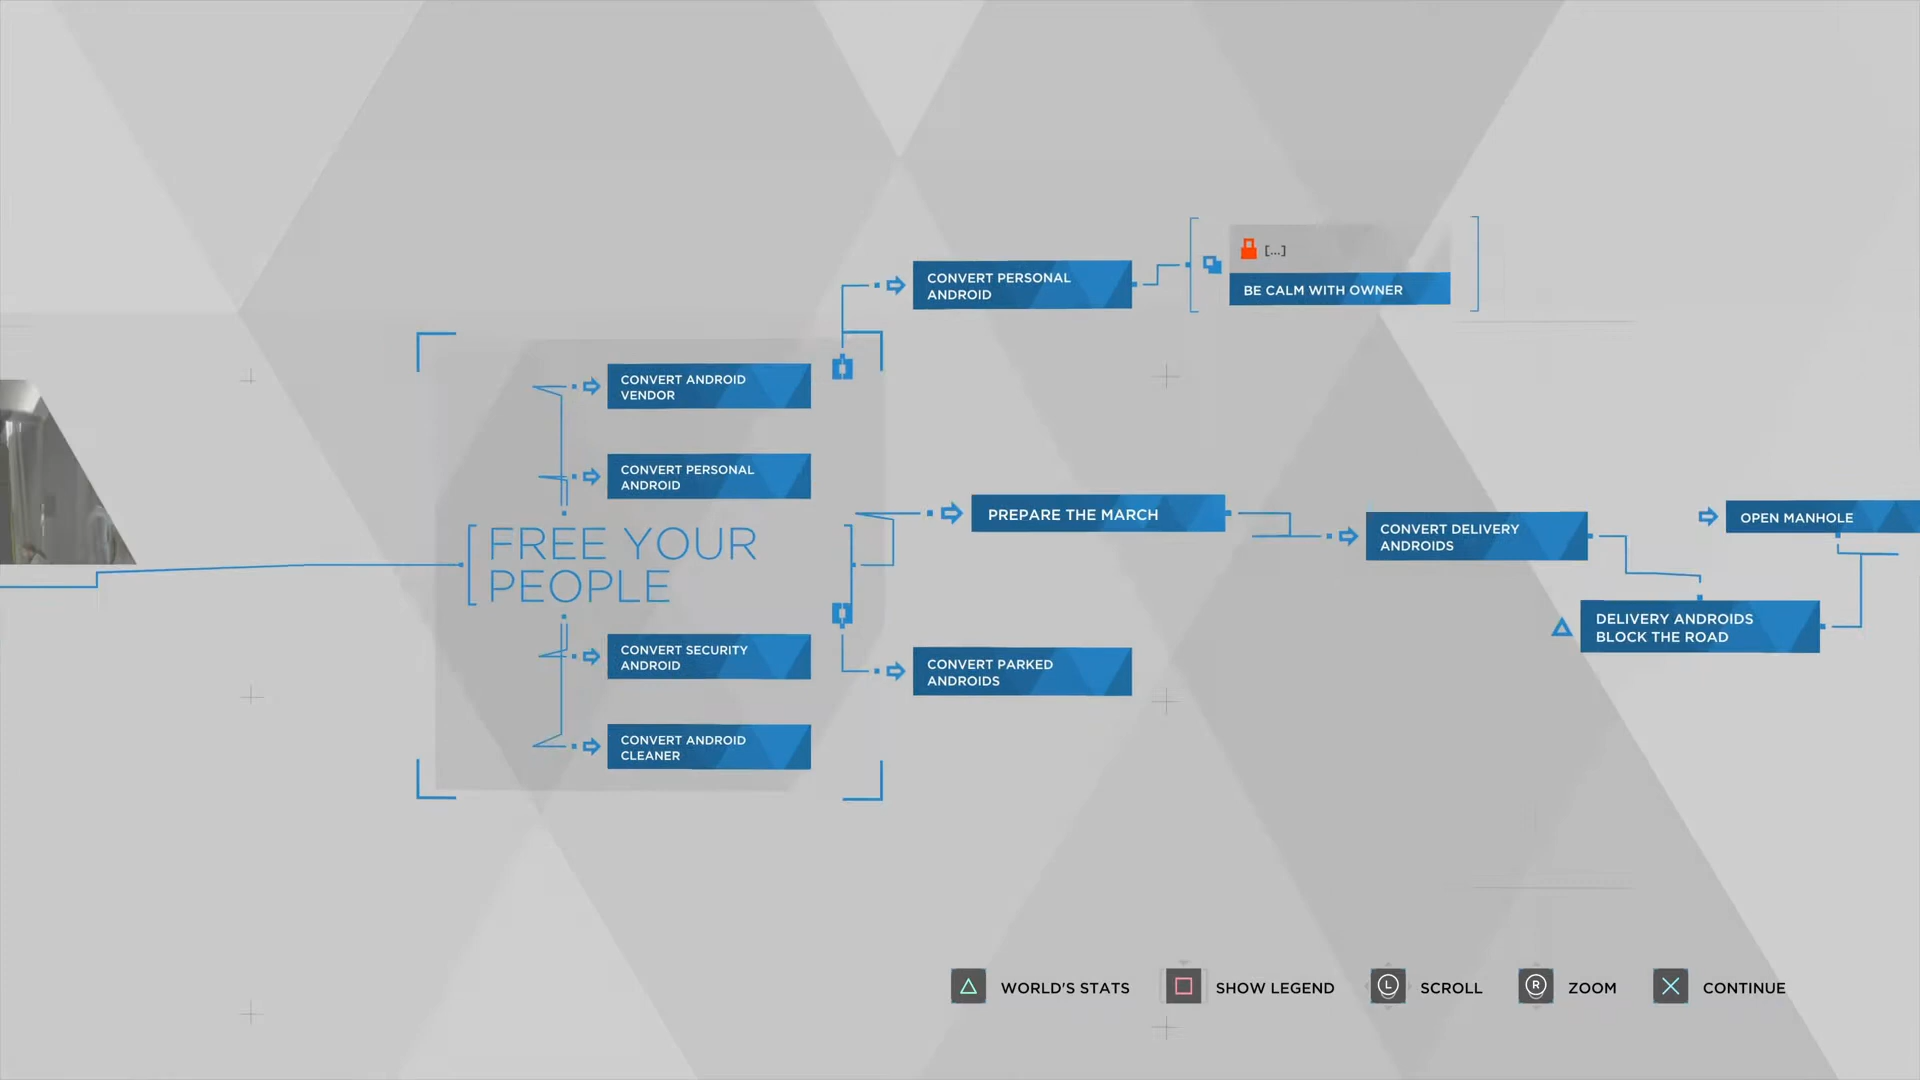 [...]
BE CALM WITH OWNER
CONVERT PERSONAL
ANDROID
CONVERT ANDROID
VENDOR
CONVERT PERSONAL
ANDROID
FREE YOUR
PEOPLE
CONVERT SECURITY
ANDROID
CONVERT ANDROID
CLEANER
PREPARE THE MARCH
CONVERT PARKED
ANDROIDS
CONVERT DELIVERY
ANDROIDS
OPEN MANHOLE
DELIVERY ANDROIDS
BLOCK THE ROAD
WORLD'S STATS
SHOW LEGEND
L
SCROLL
R
ZOOM
CONTINUE